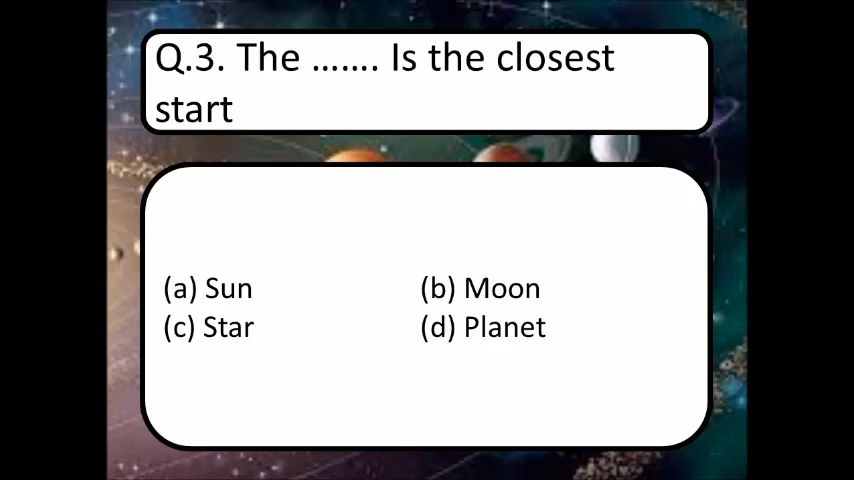 Q.3. The ....... Is the closest
start
(a) Sun (b) Moon
(c) Star (d) Planet